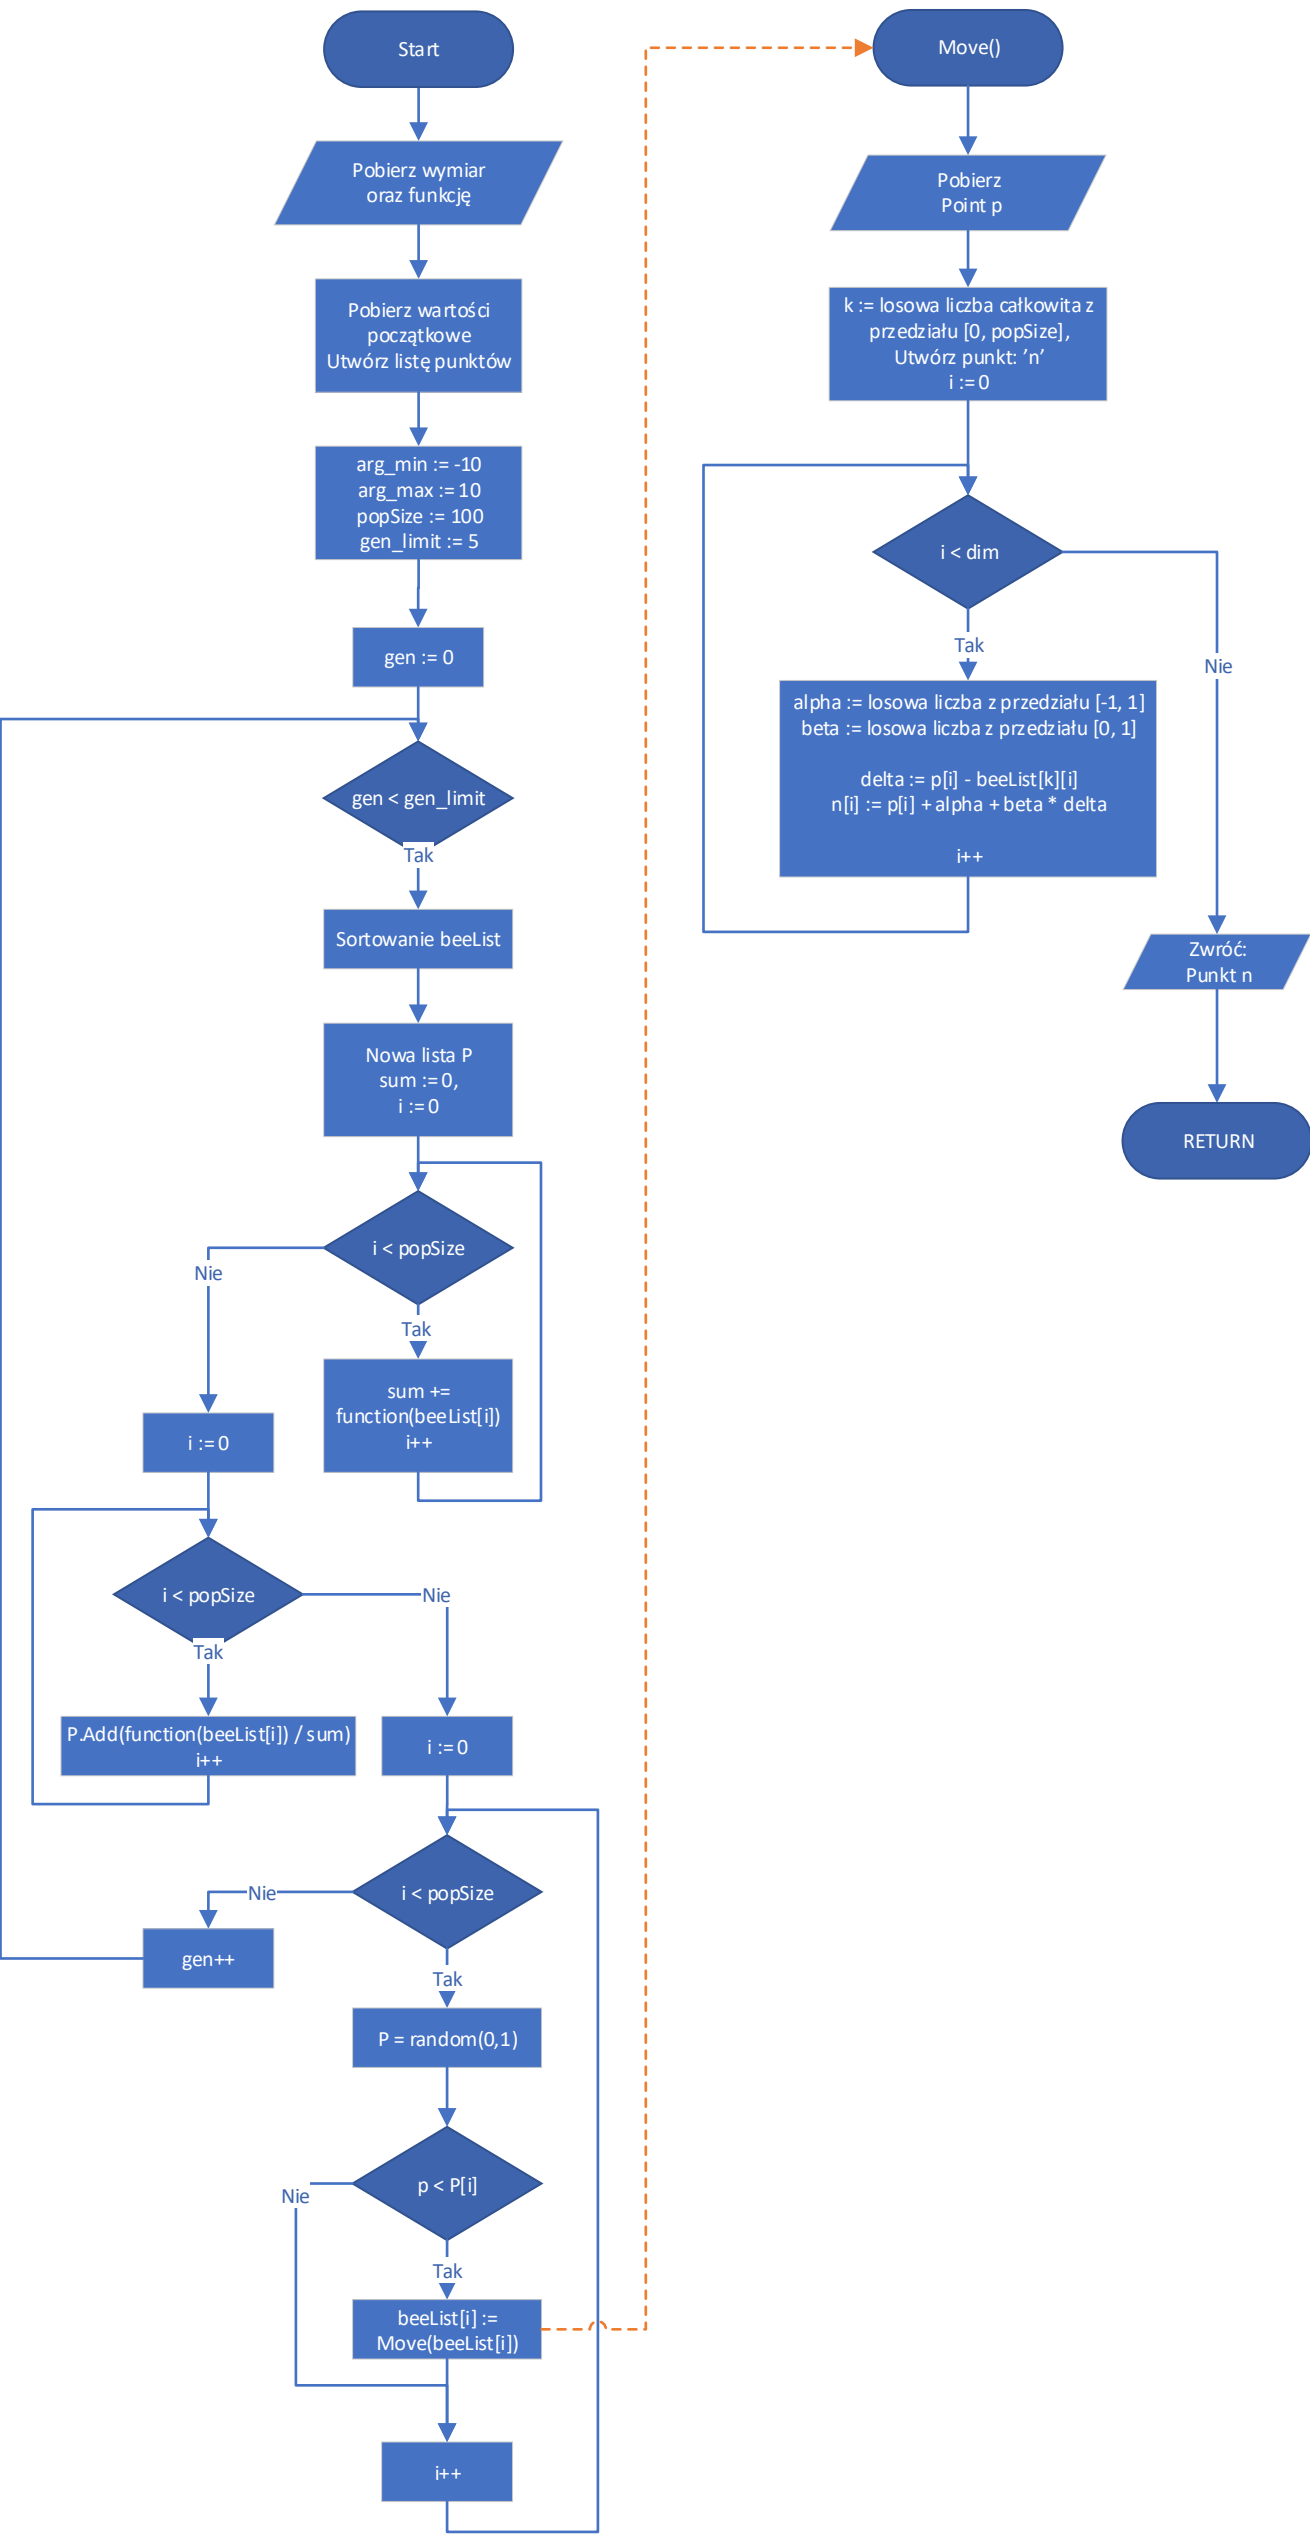 Start
Pobierz wymiar
oraz funkcję
Pobierz wartości
początkowe
Utwórz listę punktów
arg_min := -10
arg_max := 10
popSize := 100
gen_limit := 5
gen := 0
gen < gen_limit
Tak
Sortowanie beeList
Nowa lista P
sum := 0,
i := 0
i < popSize
Nie
Tak
sum +=
function(beeList[i])
i++
i := 0
i < popSize
Nie
Tak
P.Add(function(beeList[i]) / sum)
i++
i := 0
i < popSize
Nie
gen++
Tak
P = random(0,1)
p < P[i]
Nie
Tak
beeList[i] :=
Move(beeList[i])
i++
Move()
Pobierz
Point p
k := losowa liczba całkowita z
przedziału [0, popSize],
Utwórz punkt: ’n’
i := 0
i < dim
Tak
Nie
alpha := losowa liczba z przedziału [-1, 1]
beta := losowa liczba z przedziału [0, 1]
delta := p[i] - beeList[k][i]
n[i] := p[i] + alpha + beta * delta
i++
Zwróć:
Punkt n
RETURN